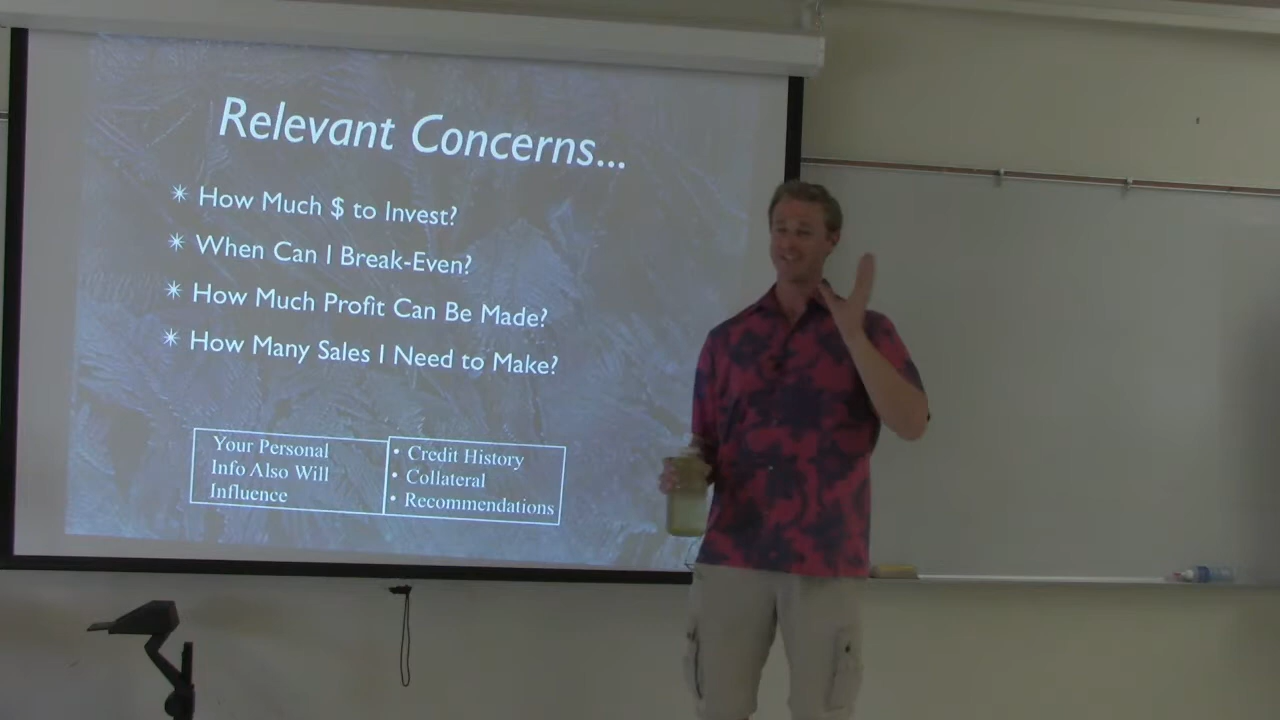 Relevant Concerns...
✴ How Much $ to Invest?
✴ When Can I Break-Even?
✴ How Much Profit Can Be Made?
✴ How Many Sales I Need to Make?
Your Personal
Info Also Will
Influence
• Credit History
• Collateral
• Recommendations